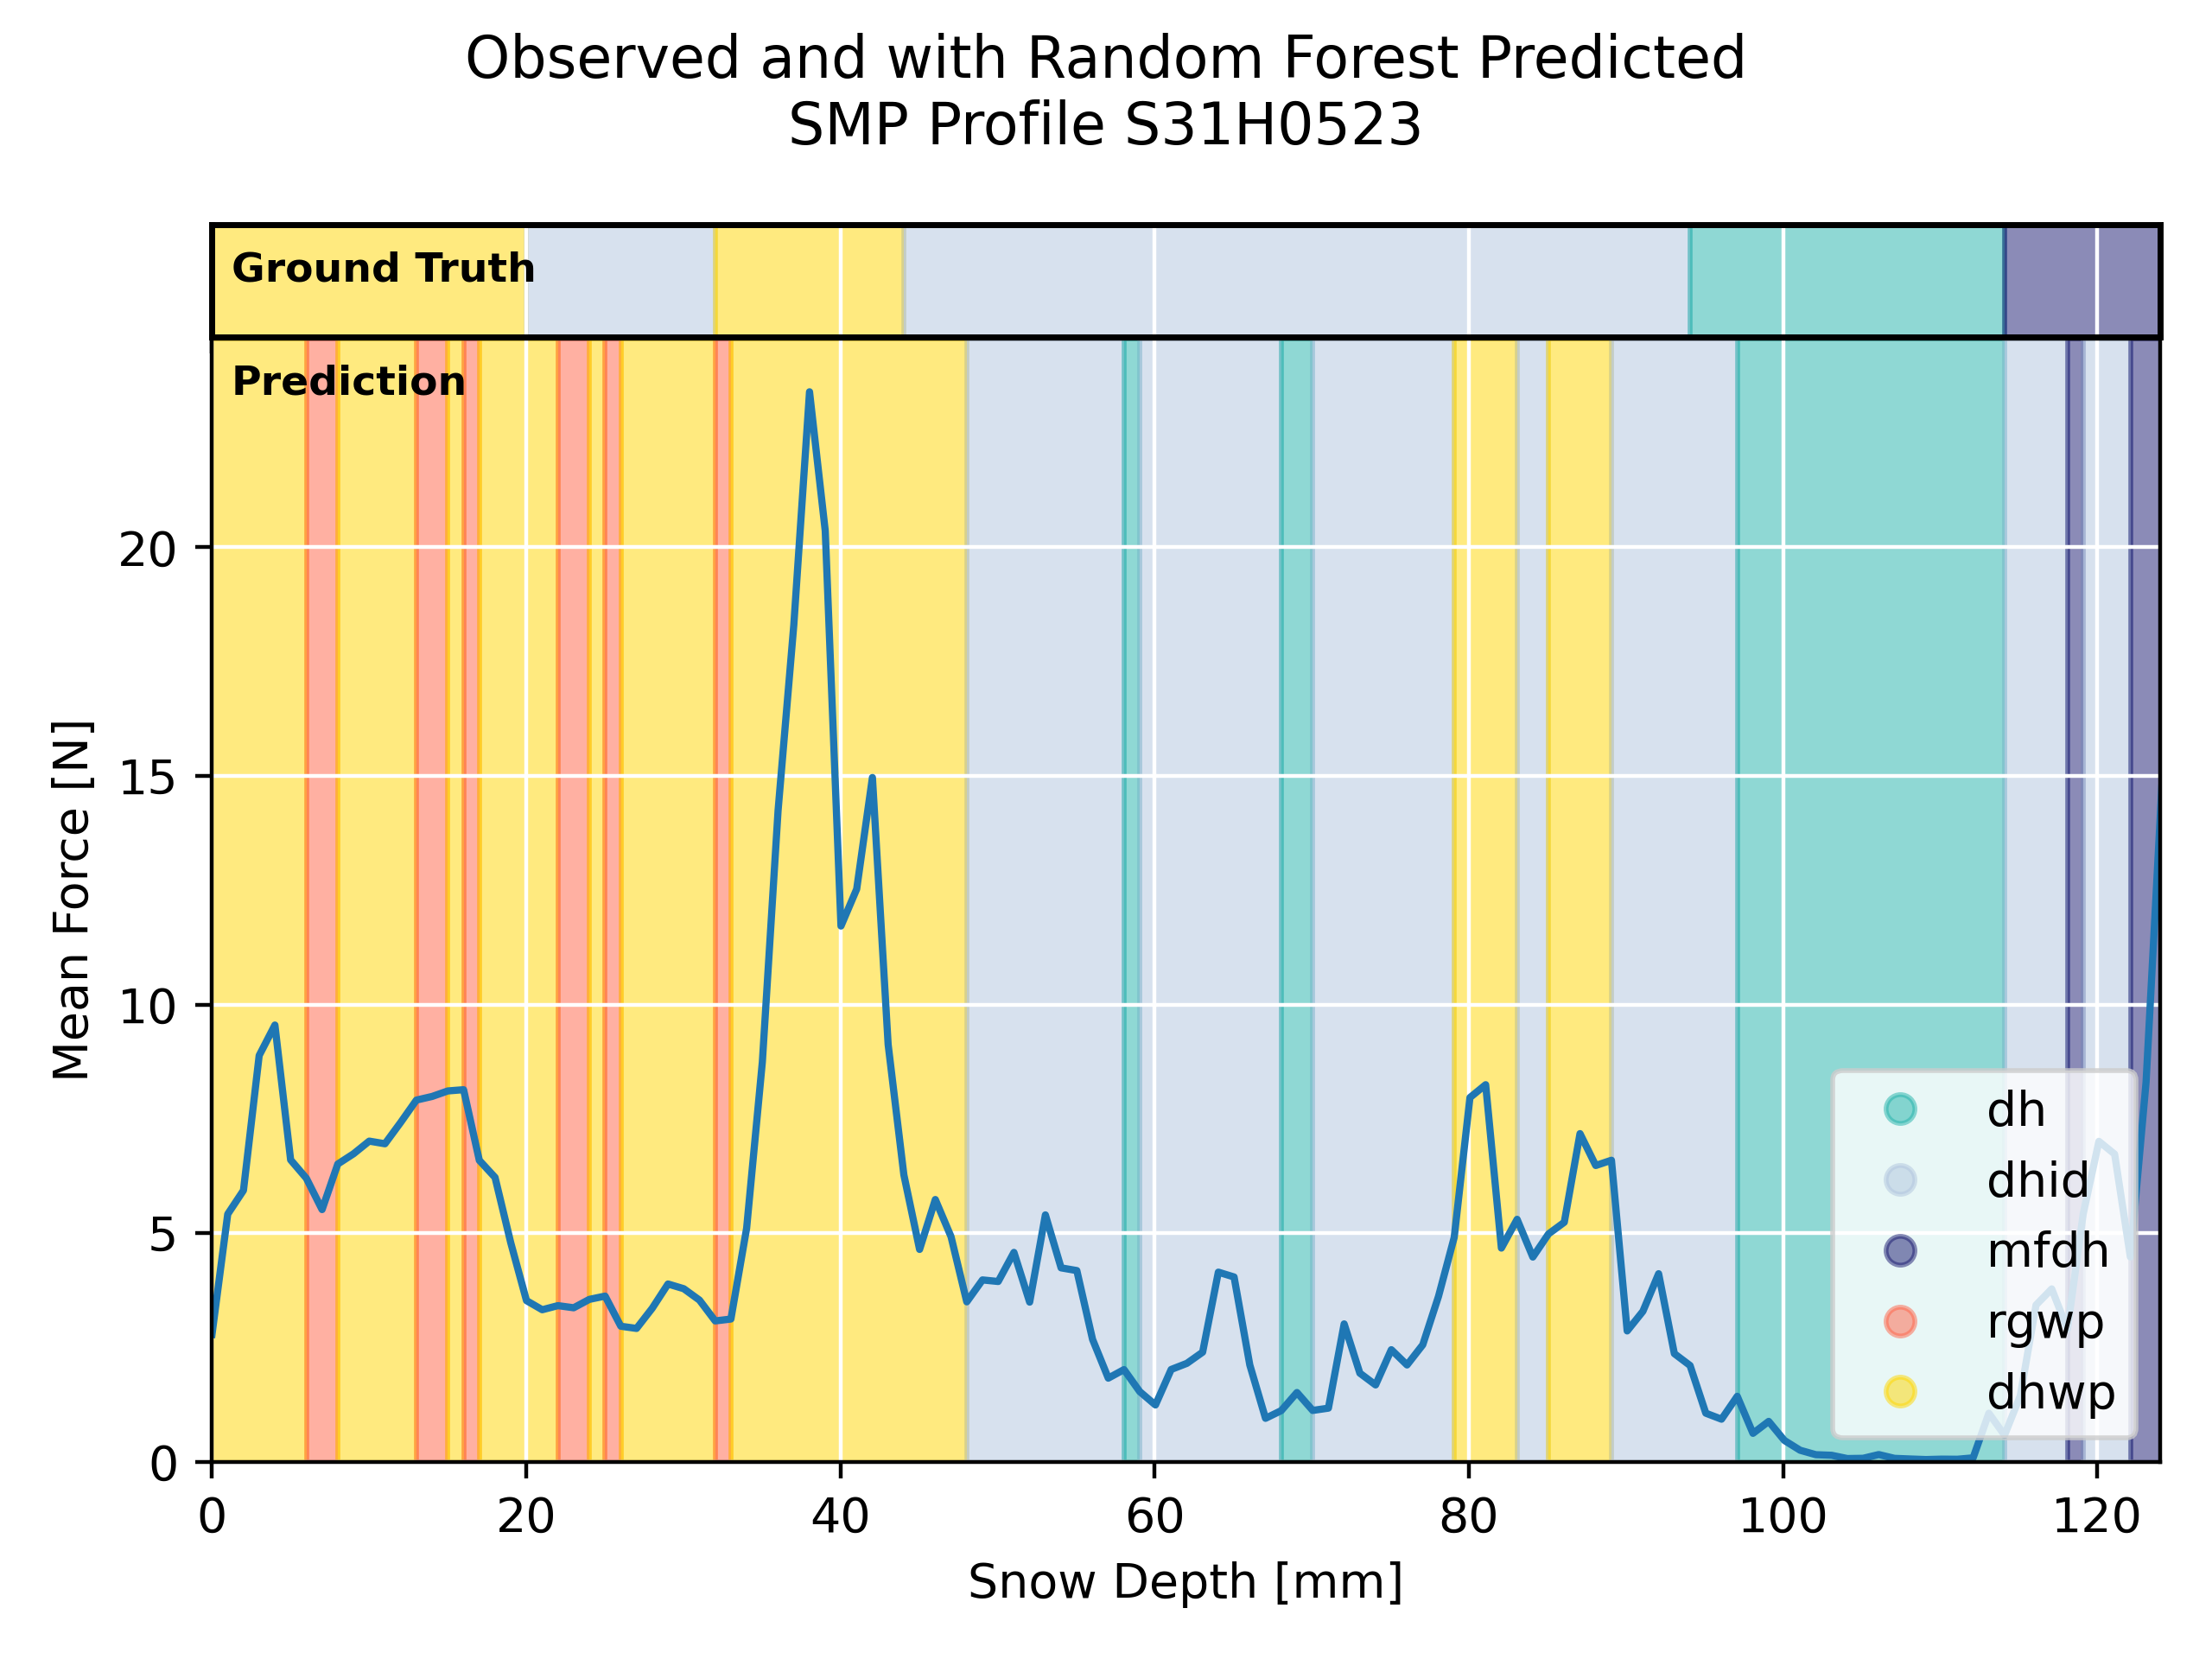 Observed and with Random Forest Predicted
SMP Profile S31H0523
Ground Truth
Prediction
20
15
10
5
0
Mean Force [N]
dh
dhid
mfdh
rgwp
dhwp
0 20 40 60 80 100 120
Snow Depth [mm]